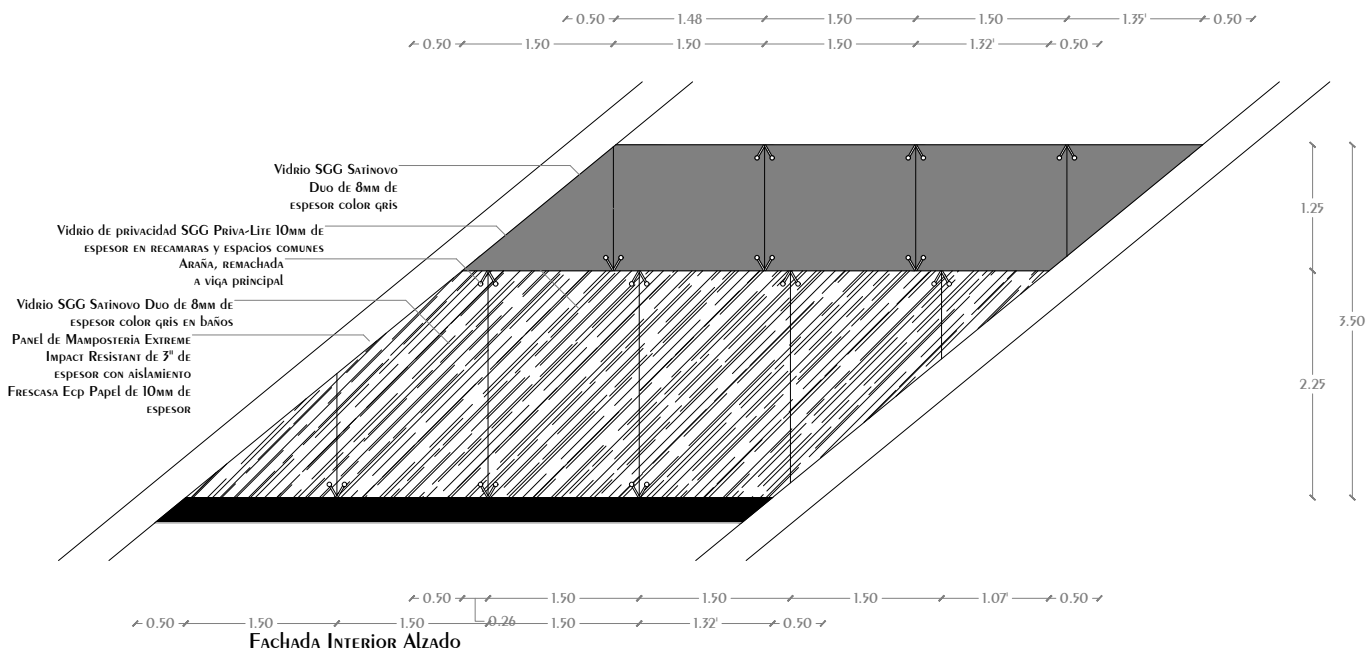 0.50 1.48 1.50 1.50 1.35' 0.50
0.50 1.50 1.50 1.50 1.32' 0.50
Vidrio SGG Satinovo
Duo de 8mm de
espesor color gris
Vidrio de privacidad SGG Priva-Lite 10mm de
espesor en recamaras y espacios comunes
Araña, remachada
a viga principal
Vidrio SGG Satinovo Duo de 8mm de
espesor color gris en baños
Panel de Mamposteria Extreme
Impact Resistant de 3" de
espesor con aislamiento
Frescasa Ecp Papel de 10mm de
espesor
1.25
3.50
2.25
0.50 1.50 1.50 1.50 1.07' 0.50
0.26
0.50 1.50 1.50 1.50 1.32' 0.50
Fachada Interior Alzado